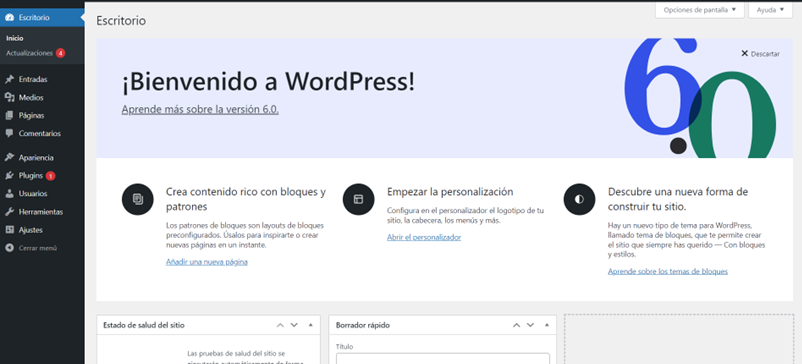 Escritorio
Inicio
Actualizaciones 4
Entradas
Medios
Páginas
Comentarios
Apariencia
Plugins 1
Usuarios
Herramientas
Ajustes
Cerrar menú
Opciones de pantalla
Ayuda
Escritorio
¡Bienvenido a WordPress!
Aprende más sobre la versión 6.0.
6.0
Descartar
Crea contenido rico con bloques y
patrones
Los patrones de bloques son layouts de bloques
preconfigurados. Úsalos para inspirarte o crear
nuevas páginas en un instante.
Añadir una nueva página
Empezar la personalización
Configura en el personalizador el logotipo de tu
sitio, la cabecera, los menús y más.
Abrir el personalizador
Descubre una nueva forma de
construir tu sitio.
Hay un nuevo tipo de tema para WordPress,
llamado tema de bloques, que te permite crear
el sitio que siempre has querido — Con bloques
y estilos.
Aprende sobre los temas de bloques
Estado de salud del sitio
Las pruebas de salud del sitio se
Borrador rápido
Título